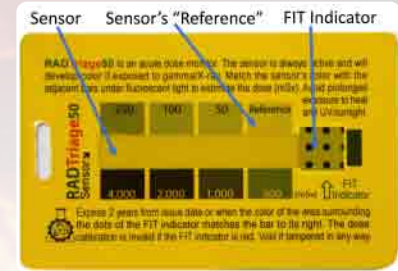 Sensor Sensor's "Reference" FIT Indicator
RADTriage50 is an acute dose monitor. The sensor is always active and will
develop color if exposed to gamma/X-ray. Match the sensor's color with the
adjacent bars under fluorescent light to estimate the dose (mSv). Avoid prolonged
exposure to heat
and UV/sunlight.
250 100 50 Reference
RADTriage50
Sensor
4,000 2,000 1,000 500 (mSv) FIT
Indicator
Expires 2 years from issue date or when the color of the area surrounding
the dots of the FIT indicator matches the bar to its right. The dose
calibration is invalid if the FIT indicator is red. Void if tampered in any way